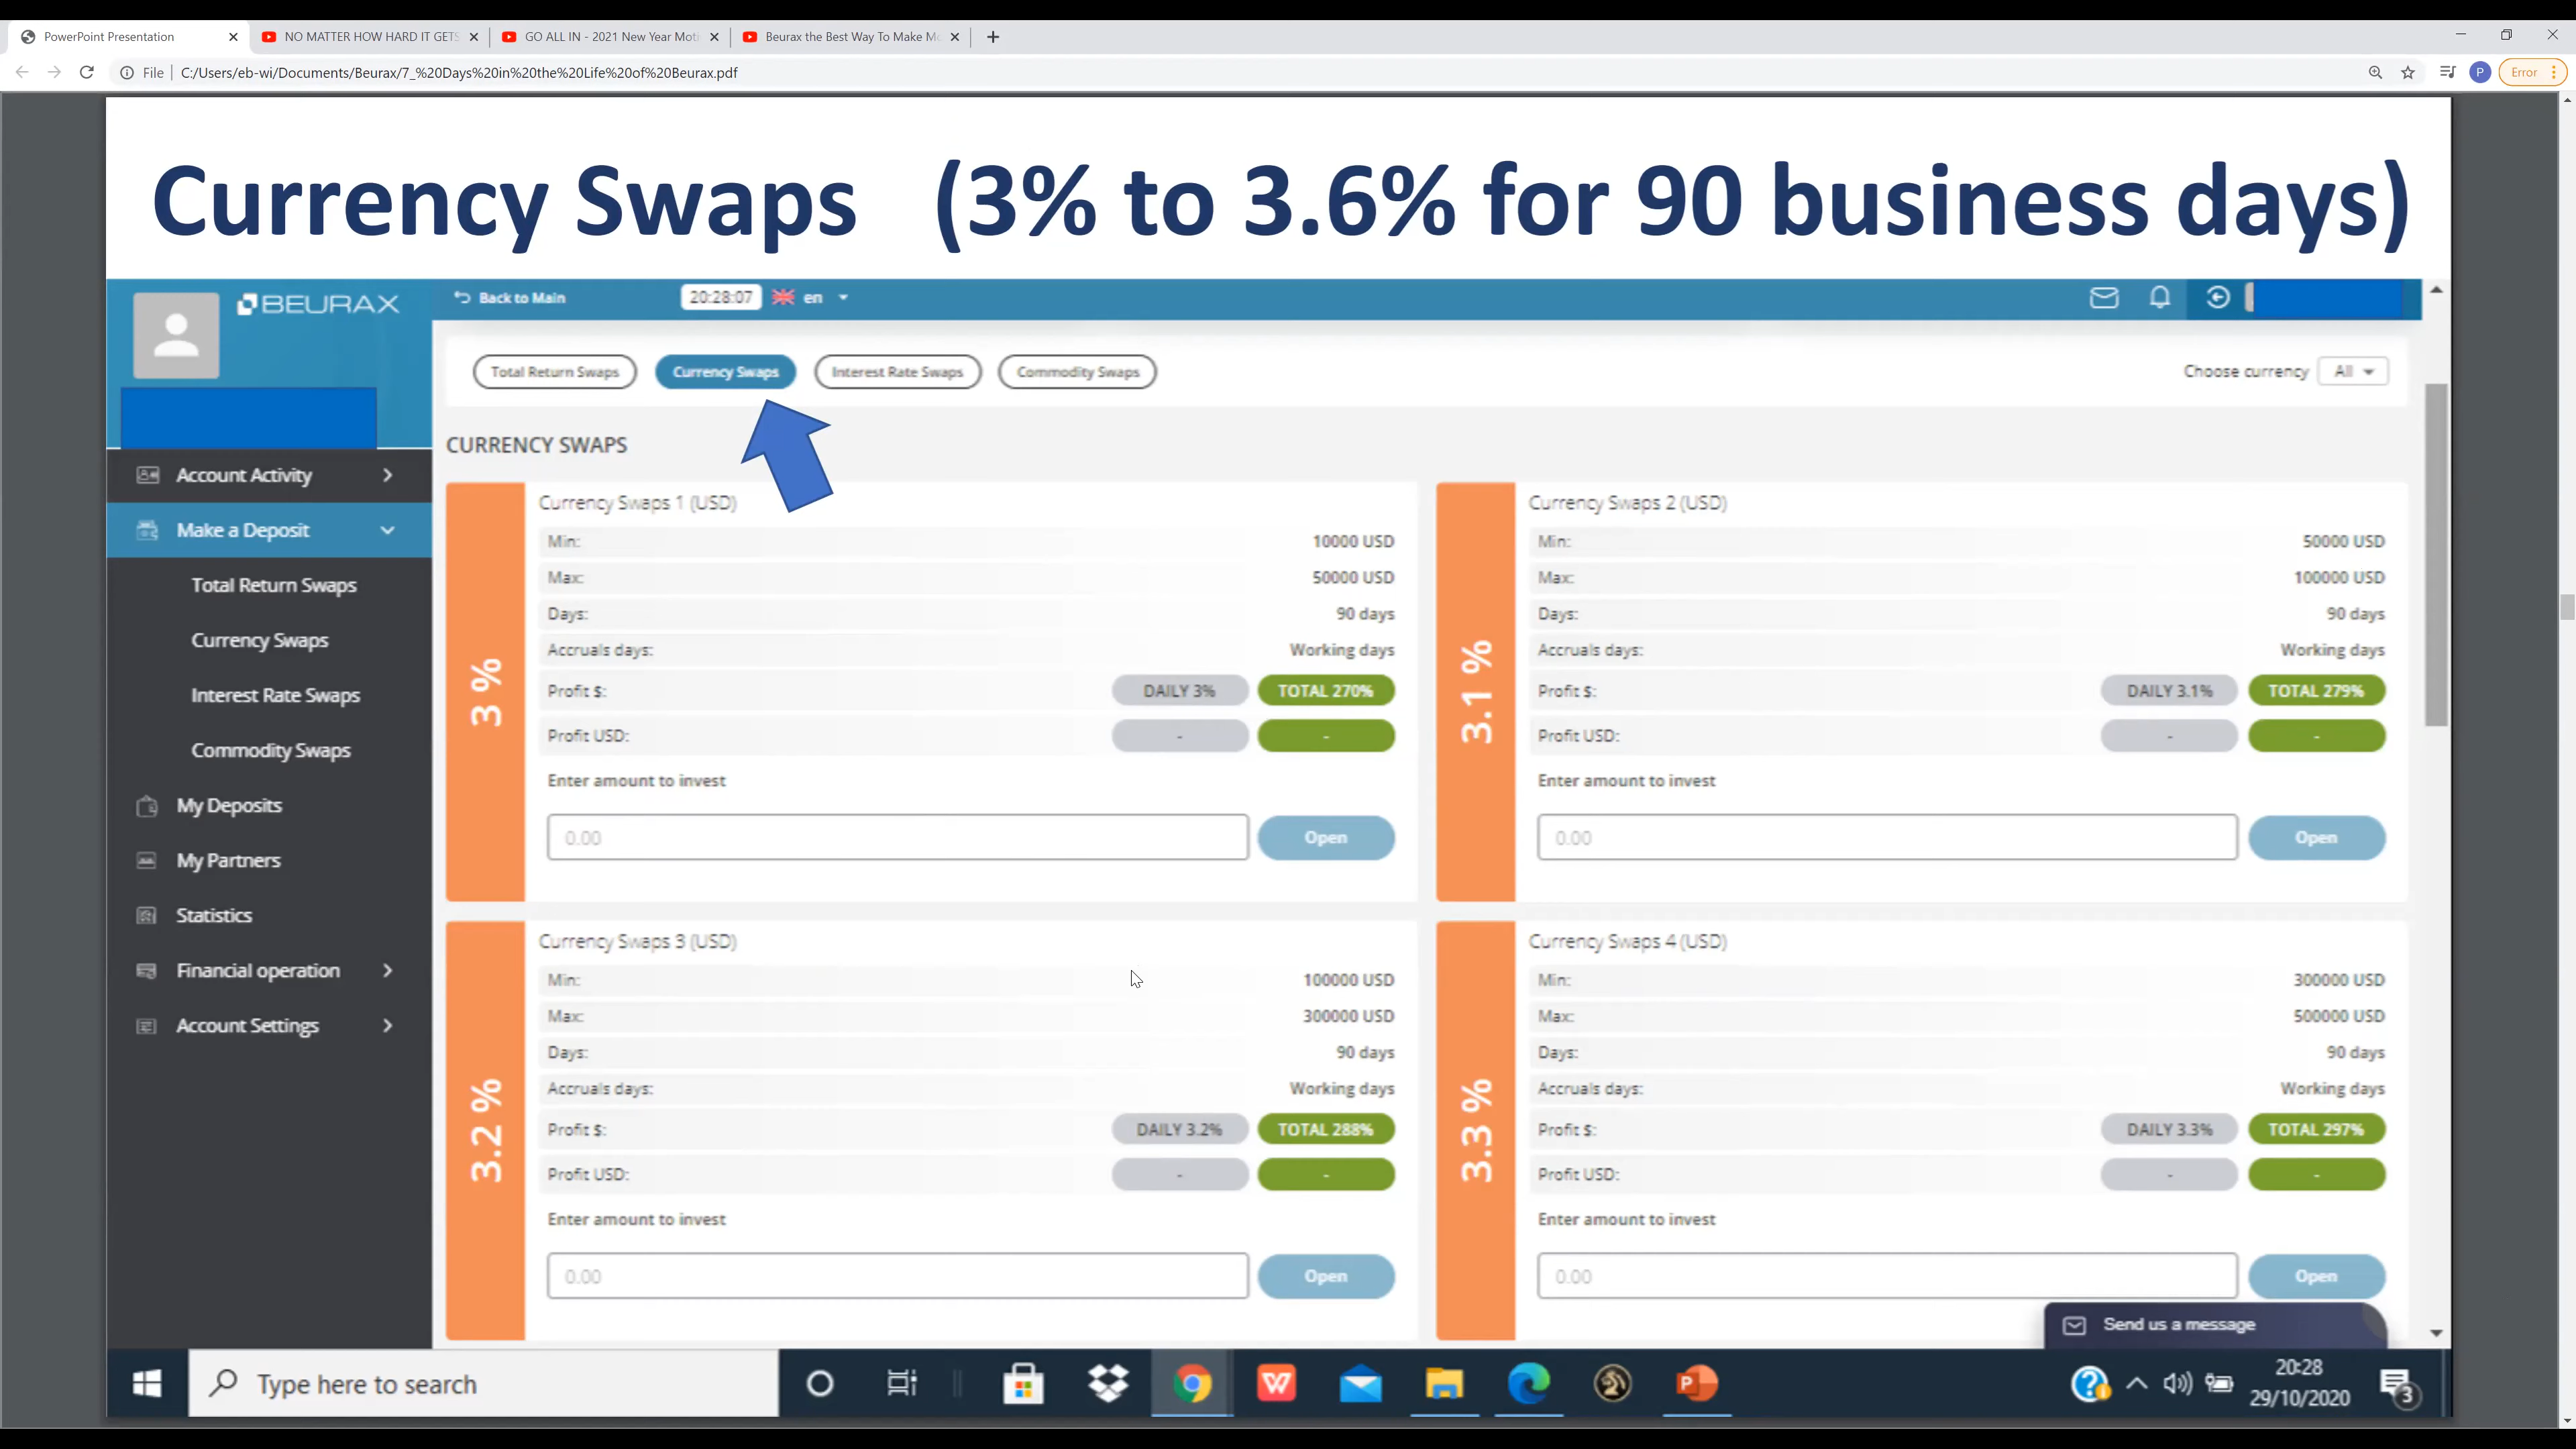 PowerPoint Presentation
NO MATTER HOW HARD IT GETS
GO ALL IN - 2021 New Year Moti
Beurax the Best Way To Make Mo
File
C:/Users/eb-wi/Documents/Beurax/7_%20Days%20in%20the%20Life%20of%20Beurax.pdf
P
Error
Currency Swaps (3% to 3.6% for 90 business days)
BEURAX
Back to Main
20:28:07
en
Total Return Swaps
Currency Swaps
Interest Rate Swaps
Commodity Swaps
Choose currency
All
Account Activity
Make a Deposit
Total Return Swaps
Currency Swaps
Interest Rate Swaps
Commodity Swaps
My Deposits
My Partners
Statistics
Financial operation
Account Settings
CURRENCY SWAPS
3 %
Currency Swaps 1 (USD)
Min: 10000 USD
Max: 50000 USD
Days: 90 days
Accruals days: Working days
Profit $: DAILY 3% TOTAL 270%
Profit USD: - -
Enter amount to invest
0.00 Open
3.1 %
Currency Swaps 2 (USD)
Min: 50000 USD
Max: 100000 USD
Days: 90 days
Accruals days: Working days
Profit $: DAILY 3.1% TOTAL 279%
Profit USD: - -
Enter amount to invest
0.00 Open
3.2 %
Currency Swaps 3 (USD)
Min: 100000 USD
Max: 300000 USD
Days: 90 days
Accruals days: Working days
Profit $: DAILY 3.2% TOTAL 288%
Profit USD: - -
Enter amount to invest
0.00 Open
3.3 %
Currency Swaps 4 (USD)
Min: 300000 USD
Max: 500000 USD
Days: 90 days
Accruals days: Working days
Profit $: DAILY 3.3% TOTAL 297%
Profit USD: - -
Enter amount to invest
0.00 Open
Send us a message
Type here to search
20:28
29/10/2020
3